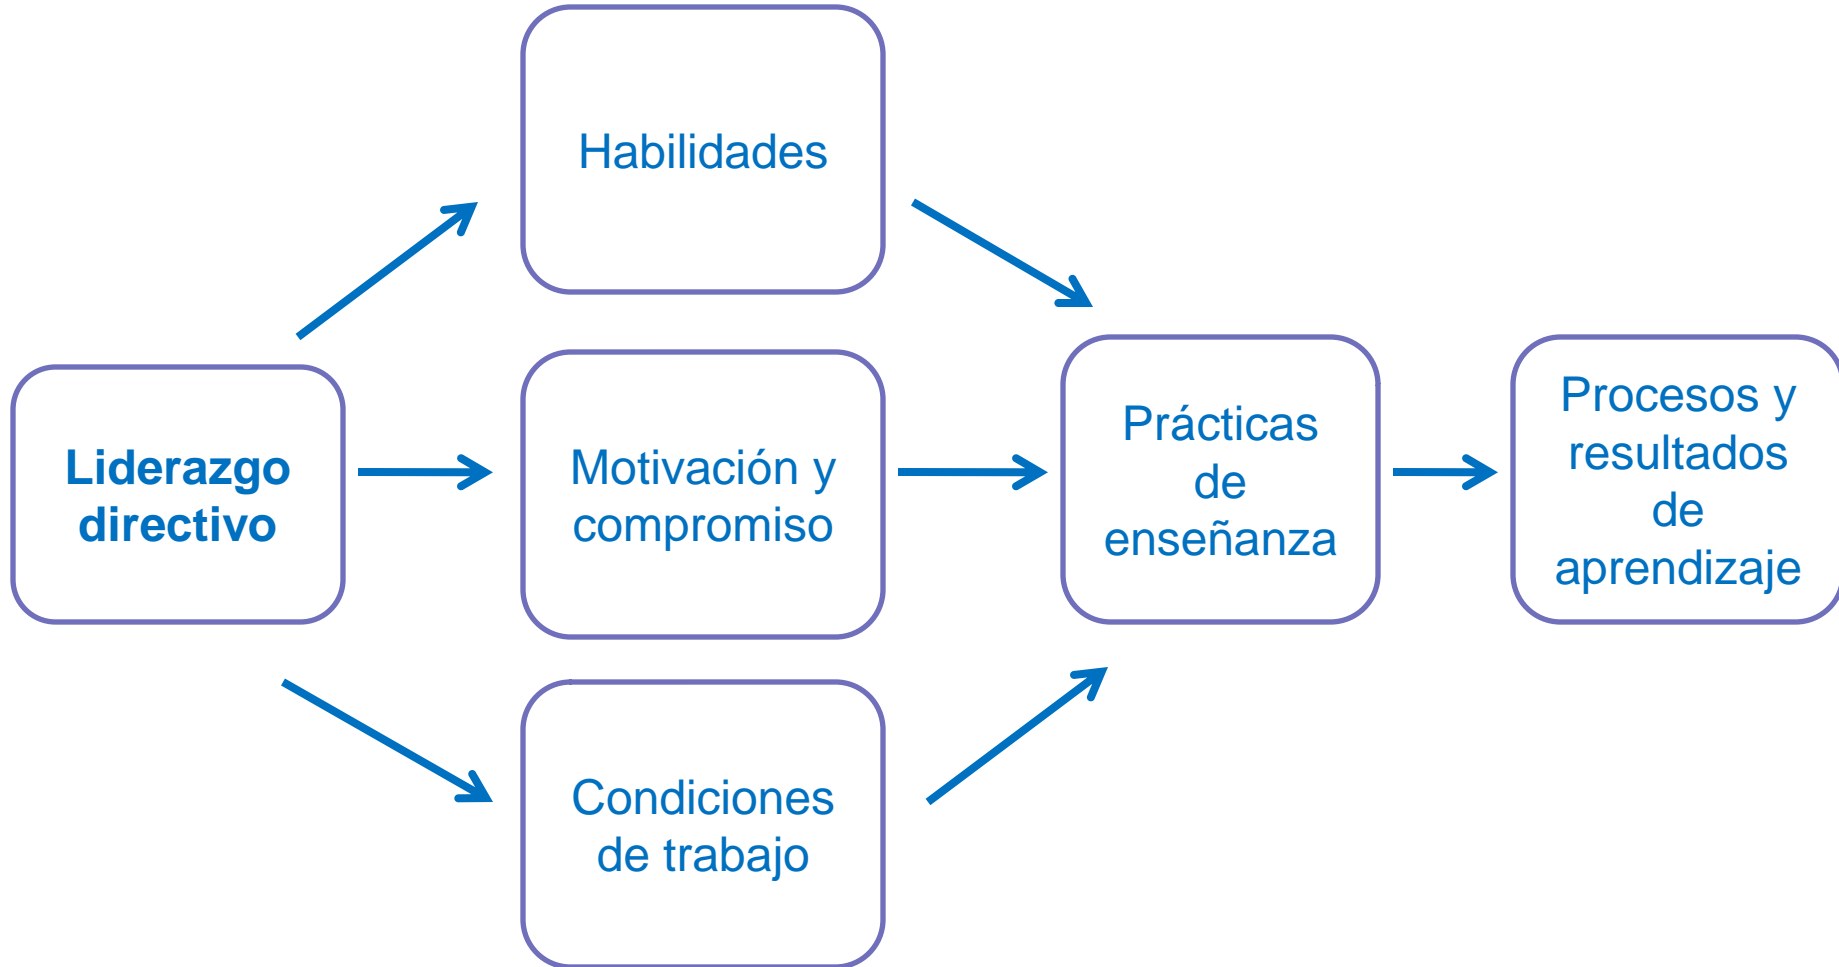 Habilidades
Liderazgo
directivo
Motivación y
compromiso
Prácticas
de
enseñanza
Procesos y
resultados
de
aprendizaje
Condiciones
de trabajo